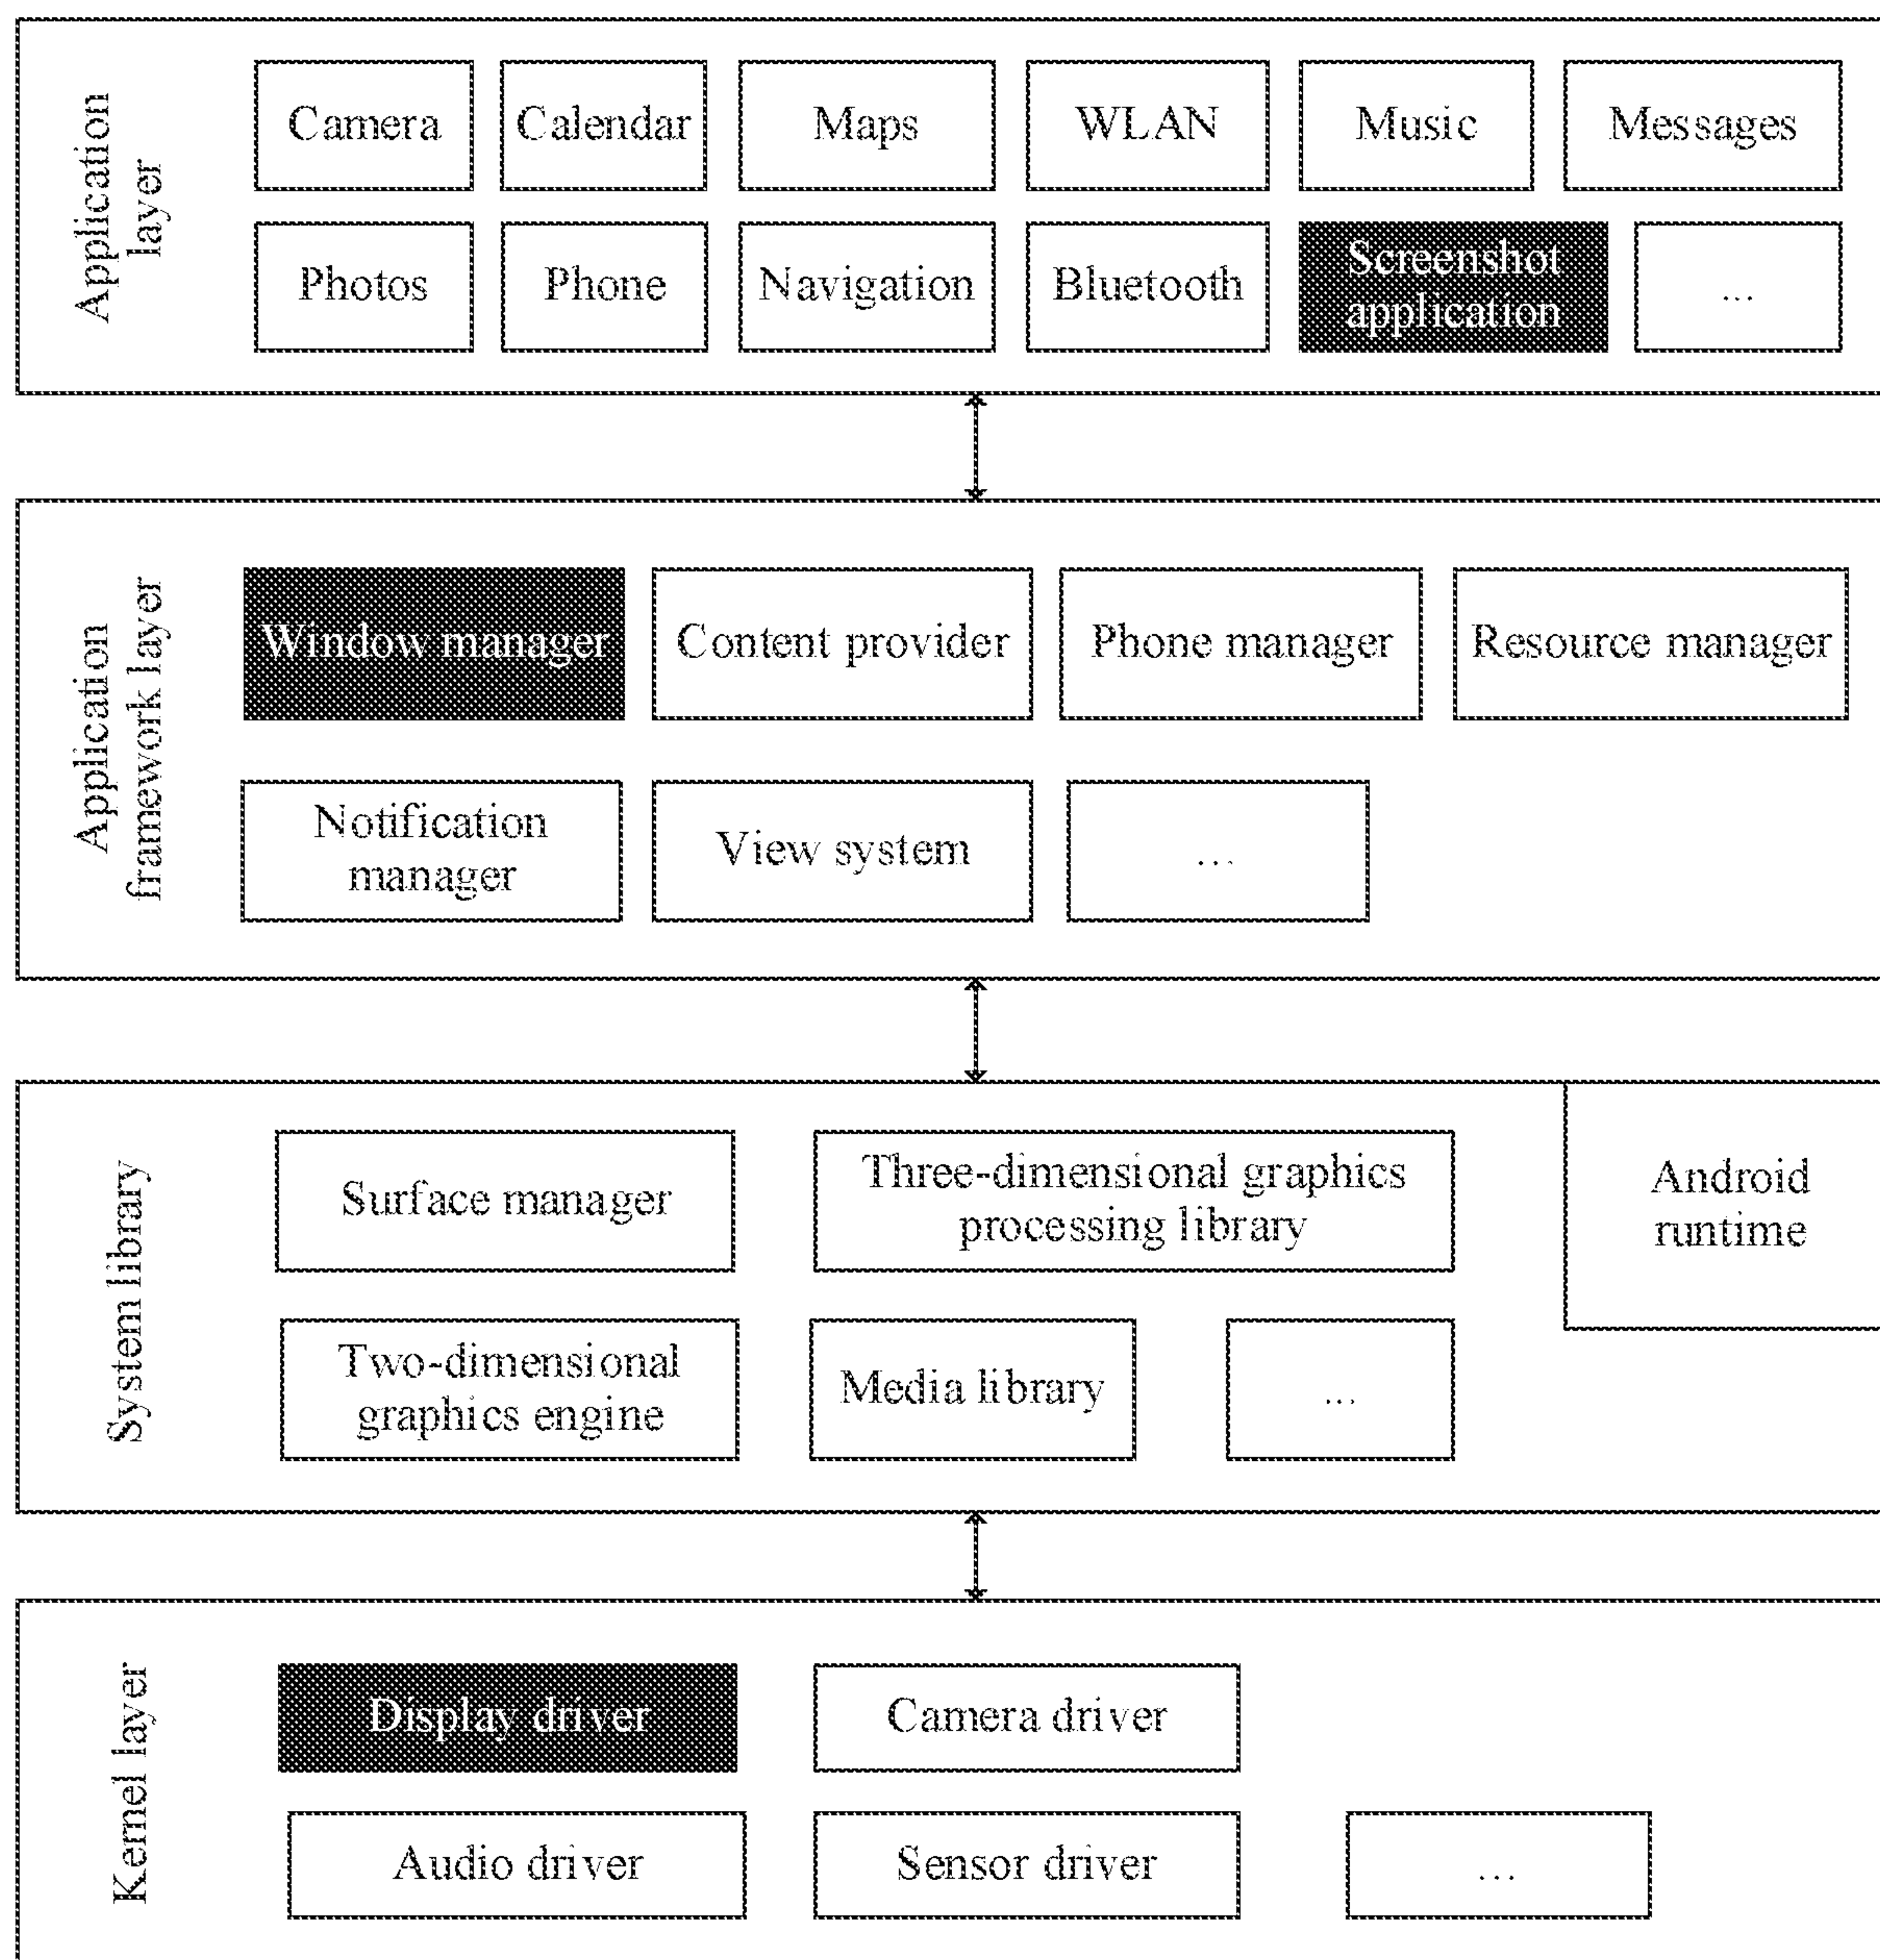 Application
layer
Camera
Calendar
Maps
WLAN
Music
Messages
Photos
Phone
Navigation
Bluetooth
Screenshot
application
...
Application
framework layer
Window manager
Content provider
Phone manager
Resource manager
Notification
manager
View system
...
System library
Surface manager
Three-dimensional graphics
processing library
Android
runtime
Two-dimensional
graphics engine
Media library
...
Kernel layer
Display driver
Camera driver
Audio driver
Sensor driver
...